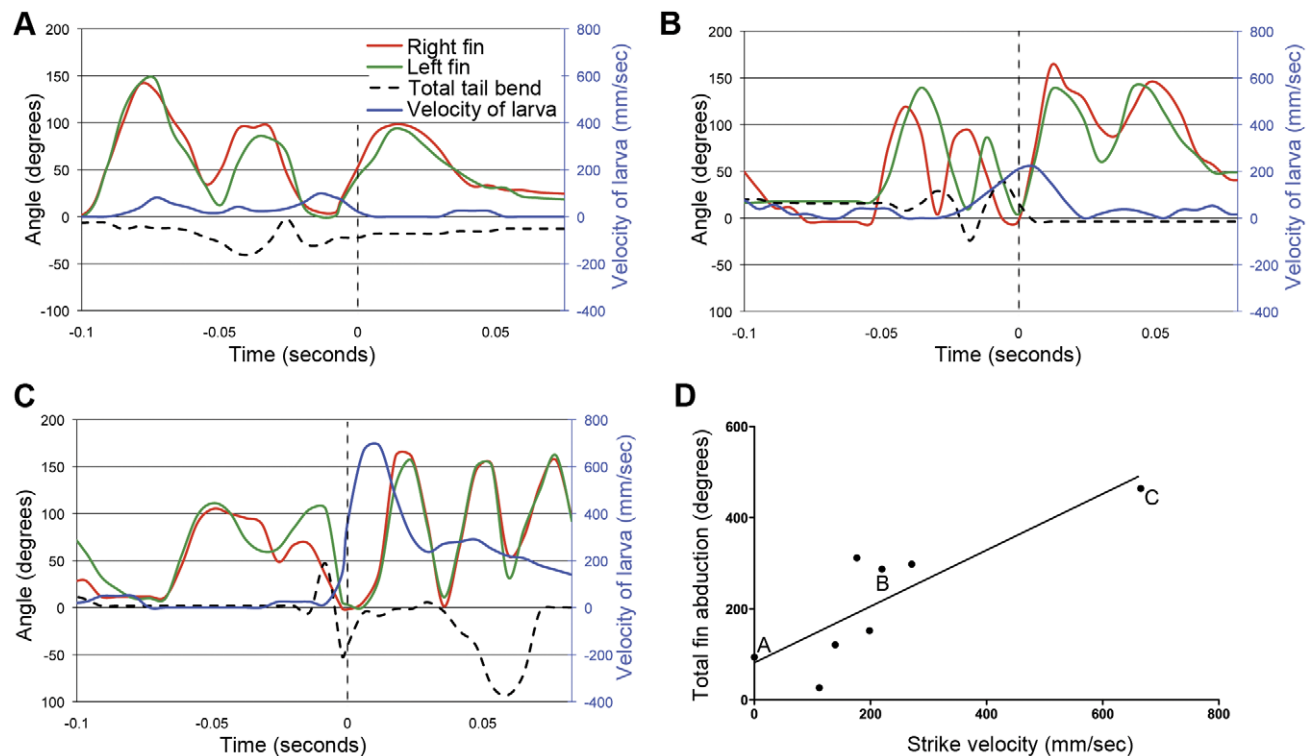 A
200
150
100
50
0
-50
-100
Angle (degrees)
800
600
400
200
0
-200
-400
Velocity of larva (mm/sec)
Right fin
Left fin
Total tail bend
Velocity of larva
-0.1
-0.05
0
0.05
Time (seconds)
B
200
150
100
50
0
-50
100
Angle (degrees)
800
600
400
200
0
-200
-400
Velocity of larva (mm/sec)
-0.1
-0.05
0
0.05
Time (seconds)
C
200
150
100
50
0
50
100
Angle (degrees)
800
600
400
200
0
-200
-400
Velocity of larva (mm/sec)
-0.1
-0.05
0
0.05
Time (seconds)
D
600
400
200
0
Total fin abduction (degrees)
A
B
C
0
200
400
600
800
Strike velocity (mm/sec)